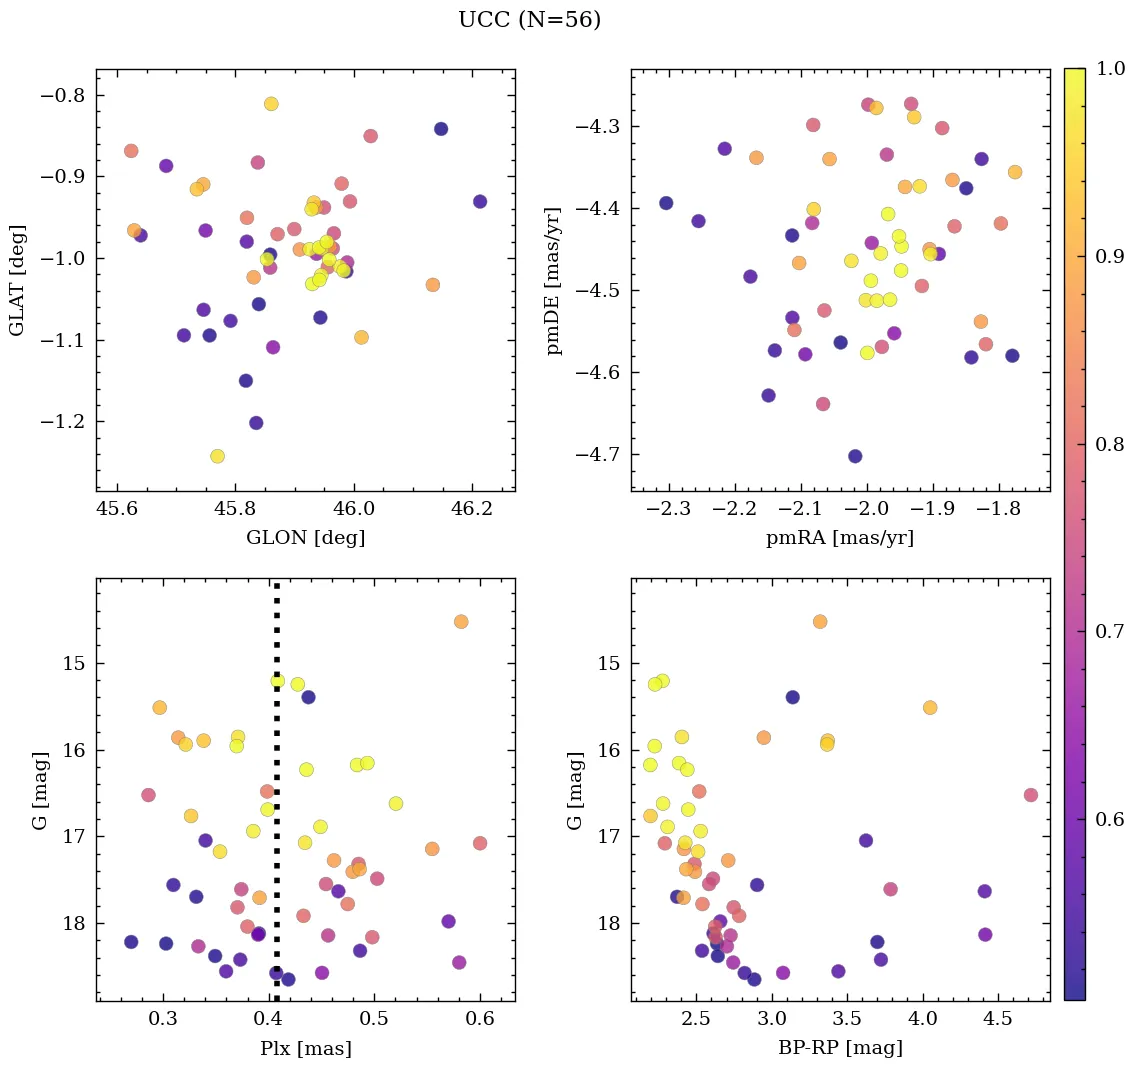 UCC (N=56)
−0.8
−0.9
−1.0
−1.1
−1.2
GLAT [deg]
45.6 45.8 46.0 46.2
GLON [deg]
−4.3
−4.4
−4.5
−4.6
−4.7
pmDE [mas/yr]
−2.3 −2.2 −2.1 −2.0 −1.9 −1.8
pmRA [mas/yr]
1.0
0.9
0.8
0.7
0.6
15
16
17
18
G [mag]
0.3 0.4 0.5 0.6
Plx [mas]
15
16
17
18
G [mag]
2.5 3.0 3.5 4.0 4.5
BP-RP [mag]